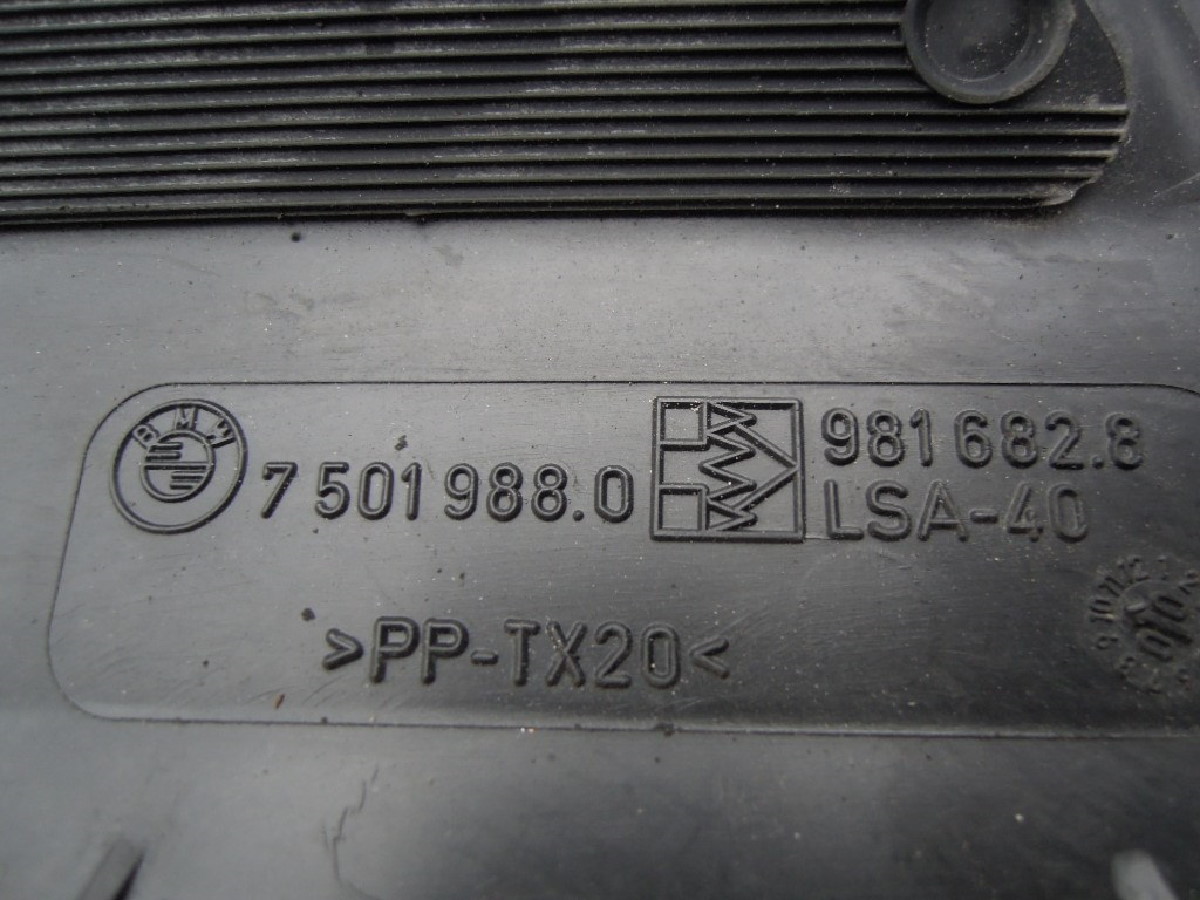 BMW
7 501 988.0
981 682.8
LSA-40
>PP-TX20<